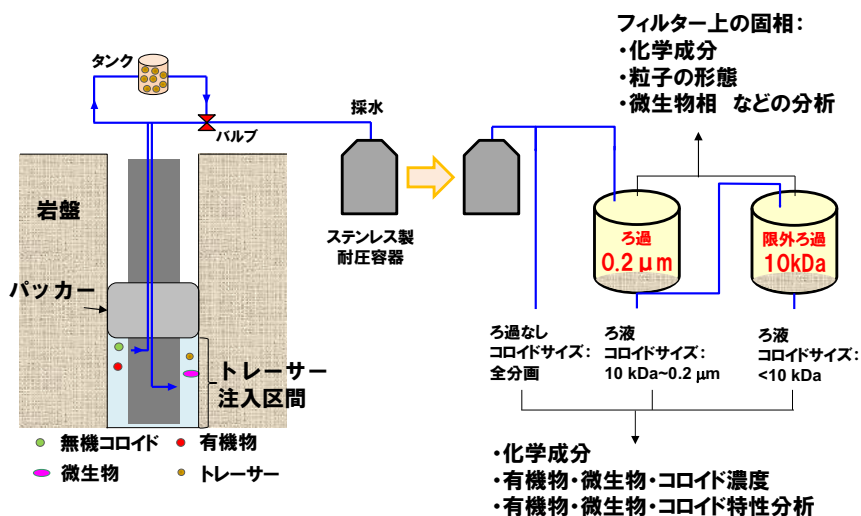 フィルター上の固相：
・化学成分
・粒子の形態
・微生物相 などの分析
タンク
バルブ
採水
岩盤
パッカー
ステンレス製
耐圧容器
ろ過
0.2 μm
限外ろ過
10kDa
トレーサー
注入区間
ろ過なし
コロイドサイズ：
全分画
ろ液
コロイドサイズ：
10 kDa~0.2 μm
ろ液
コロイドサイズ：
<10 kDa
無機コロイド
有機物
微生物
トレーサー
・化学成分
・有機物・微生物・コロイド濃度
・有機物・微生物・コロイド特性分析